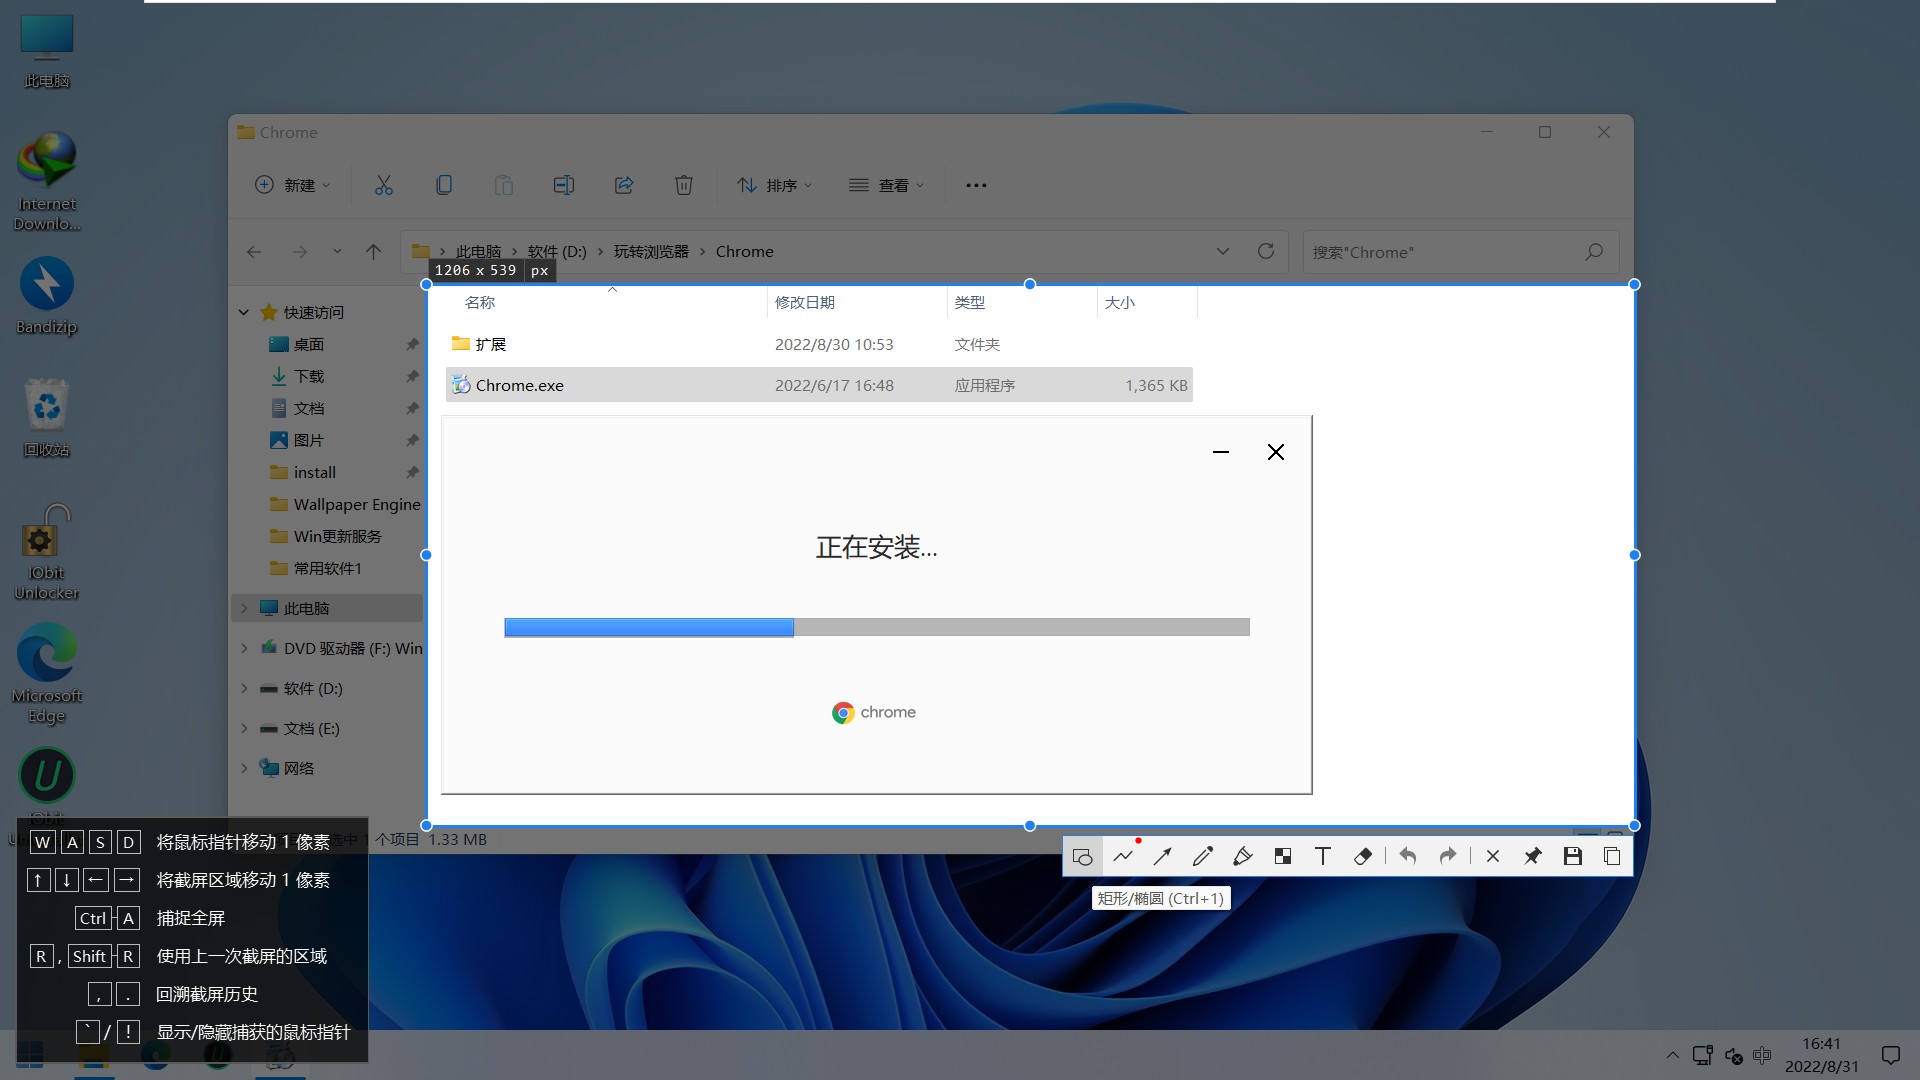 此电脑
Internet
Downlo...
Bandizip
回收站
IObit
Unlocker
Microsoft
Edge
Chrome
新建
排序
查看
此电脑 › 软件 (D:) › 玩转浏览器 › Chrome
搜索"Chrome"
1206 x 539 px
快速访问
桌面
下载
文档
图片
install
Wallpaper Engine
Win更新服务
常用软件1
此电脑
DVD 驱动器 (F:) Win
软件 (D:)
文档 (E:)
网络
名称 修改日期 类型 大小
扩展 2022/8/30 10:53 文件夹
Chrome.exe 2022/6/17 16:48 应用程序 1,365 KB
正在安装...
chrome
个项目 1.33 MB
矩形/椭圆 (Ctrl+1)
W A S D 将鼠标指针移动 1 像素
↑ ↓ ← → 将截屏区域移动 1 像素
Ctrl A 捕捉全屏
R , Shift R 使用上一次截屏的区域
, . 回溯截屏历史
` / ! 显示/隐藏捕获的鼠标指针
中
16:41
2022/8/31